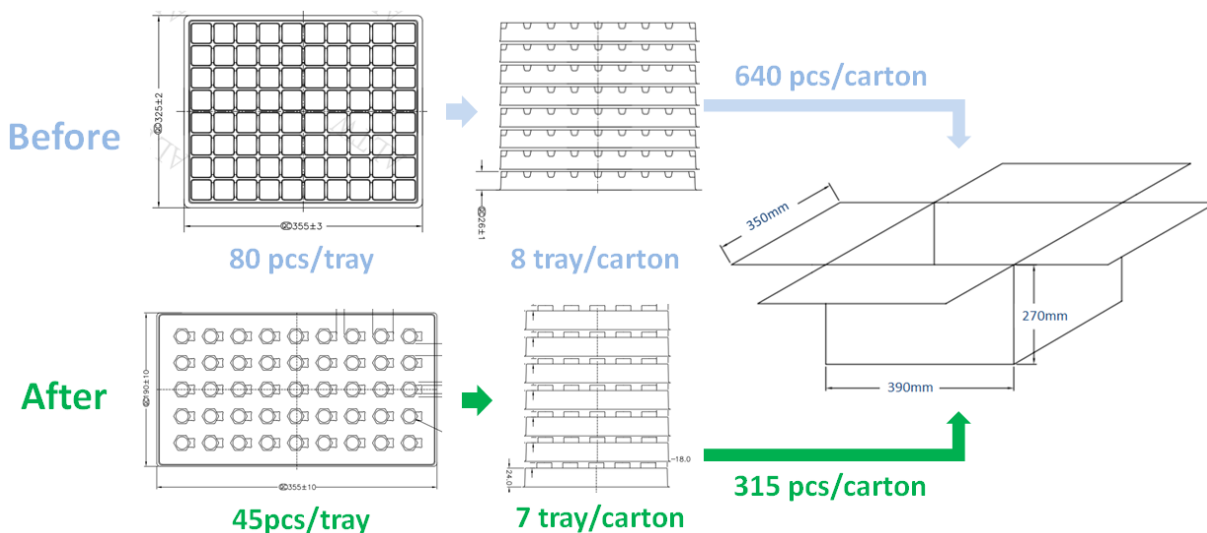 Before
325±2
355±3
80 pcs/tray
26±1
8 tray/carton
640 pcs/carton
350mm
270mm
390mm
After
190±10
355±10
45pcs/tray
24.0
~18.0
7 tray/carton
315 pcs/carton